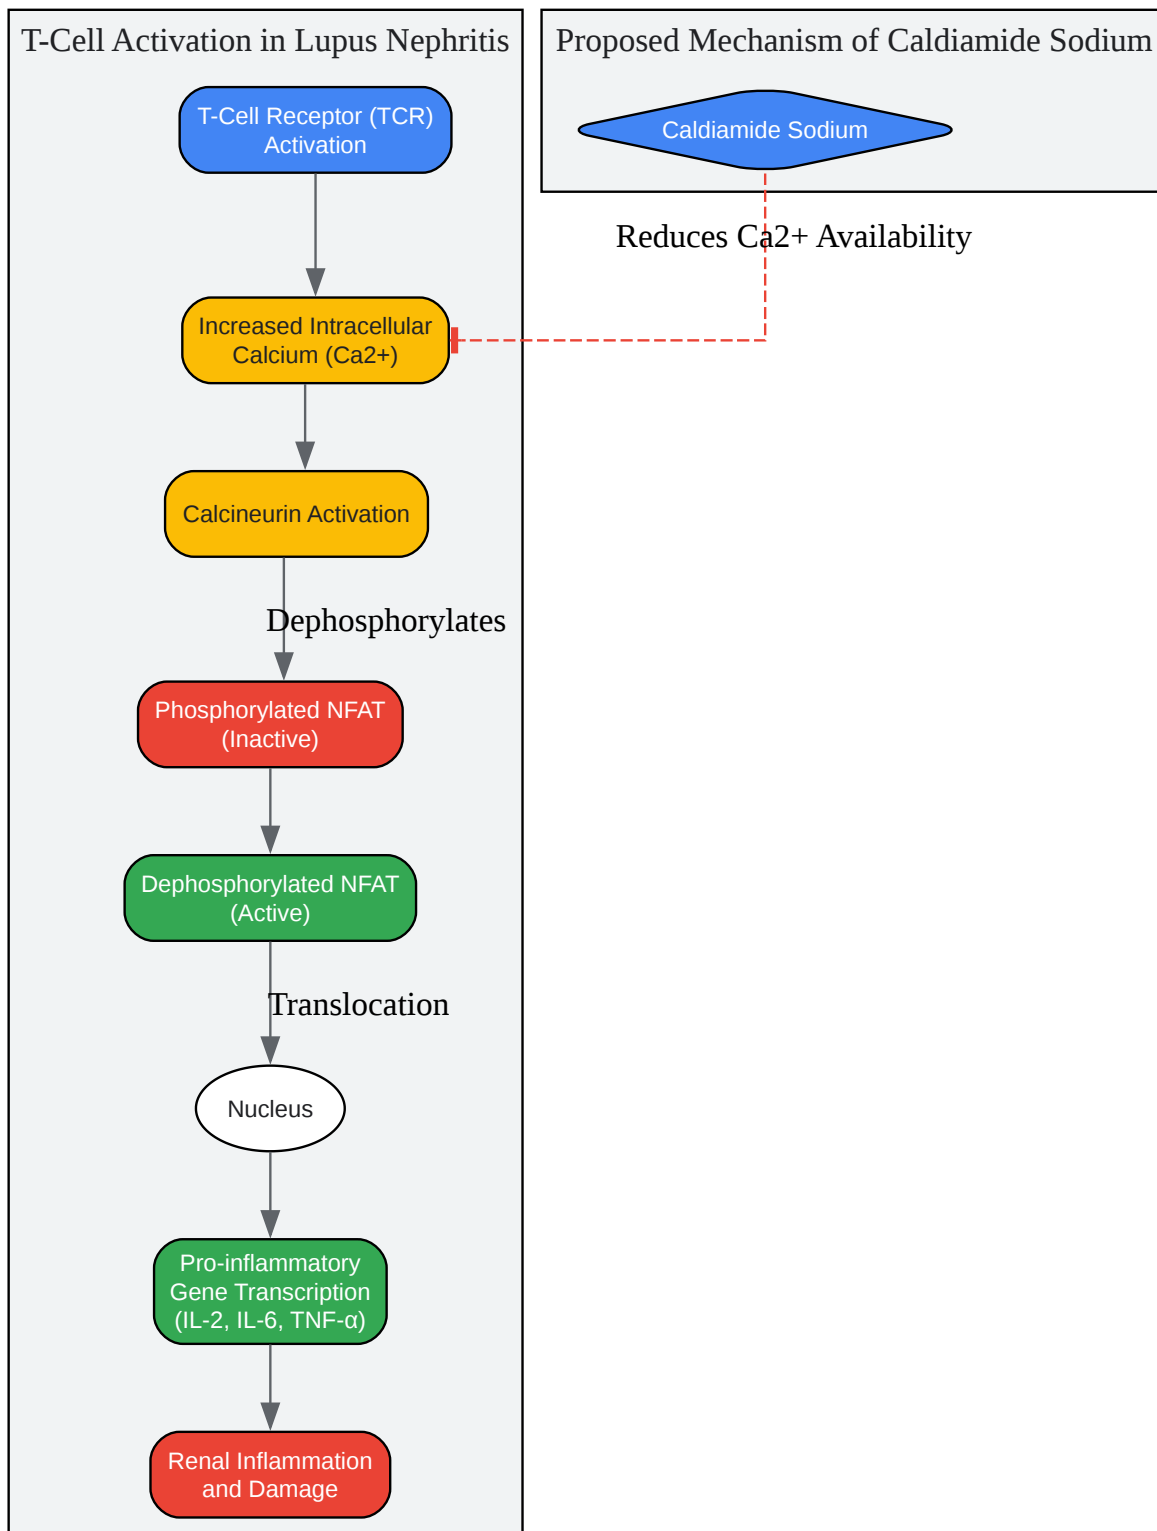 T-Cell Activation in Lupus Nephritis
T-Cell Receptor (TCR)
Activation
Increased Intracellular
Calcium (Ca2+)
Calcineurin Activation
Dephosphorylates
Phosphorylated NFAT
(Inactive)
Dephosphorylated NFAT
(Active)
Translocation
Nucleus
Pro-inflammatory
Gene Transcription
(IL-2, IL-6, TNF-α)
Renal Inflammation
and Damage
Proposed Mechanism of Caldiamide Sodium
Caldiamide Sodium
Reduces Ca2+ Availability